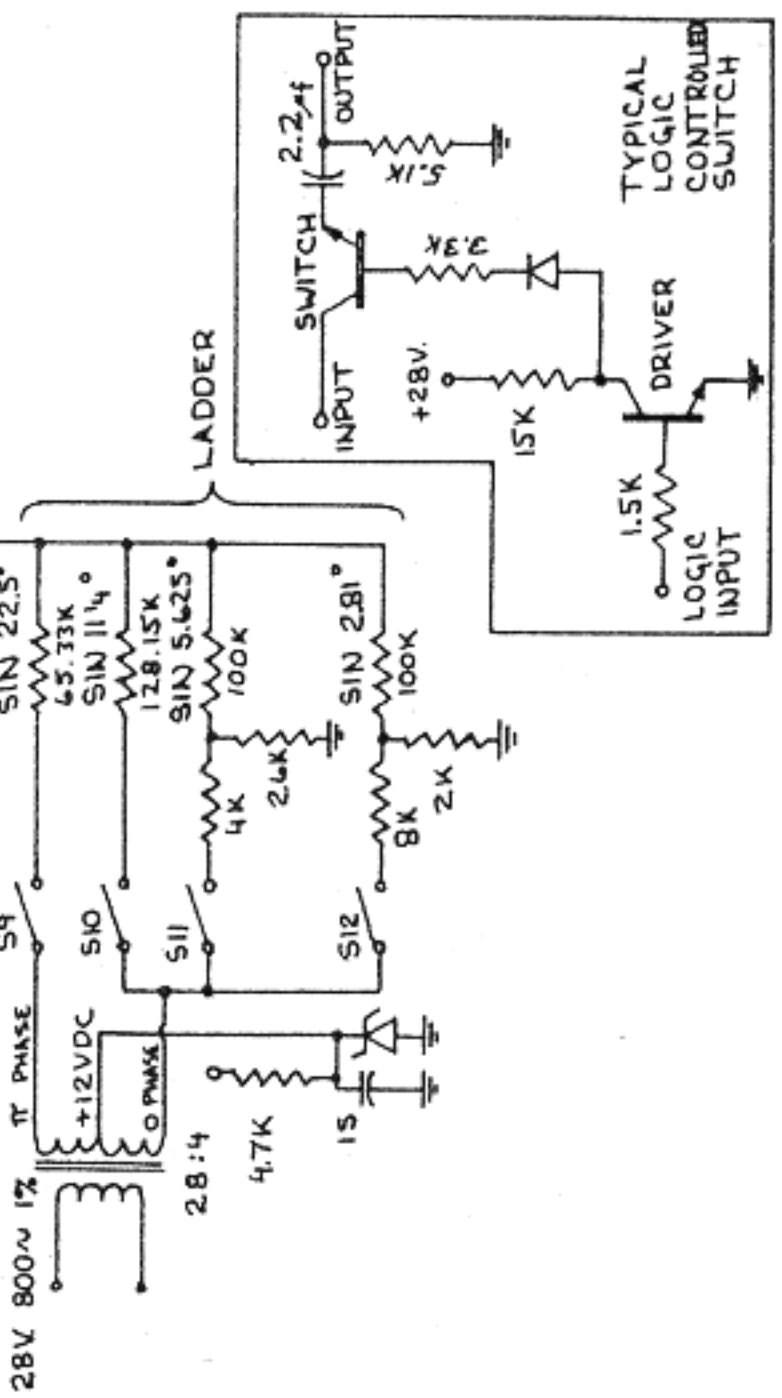 28V 800~ 1%
π PHASE
+12VDC
0 PHASE
28:4
4.7K
15
S9
S10
S11
S12
SIN 22.5°
65.33K
SIN 11¼°
128.15K
SIN 5.625°
100K
4K
26K
SIN 2.81°
100K
8K
2K
LADDER
INPUT
SWITCH
2.2μf
OUTPUT
5.1K
3.3K
+28V.
15K
DRIVER
1.5K
LOGIC
INPUT
TYPICAL
LOGIC
CONTROLLED
SWITCH